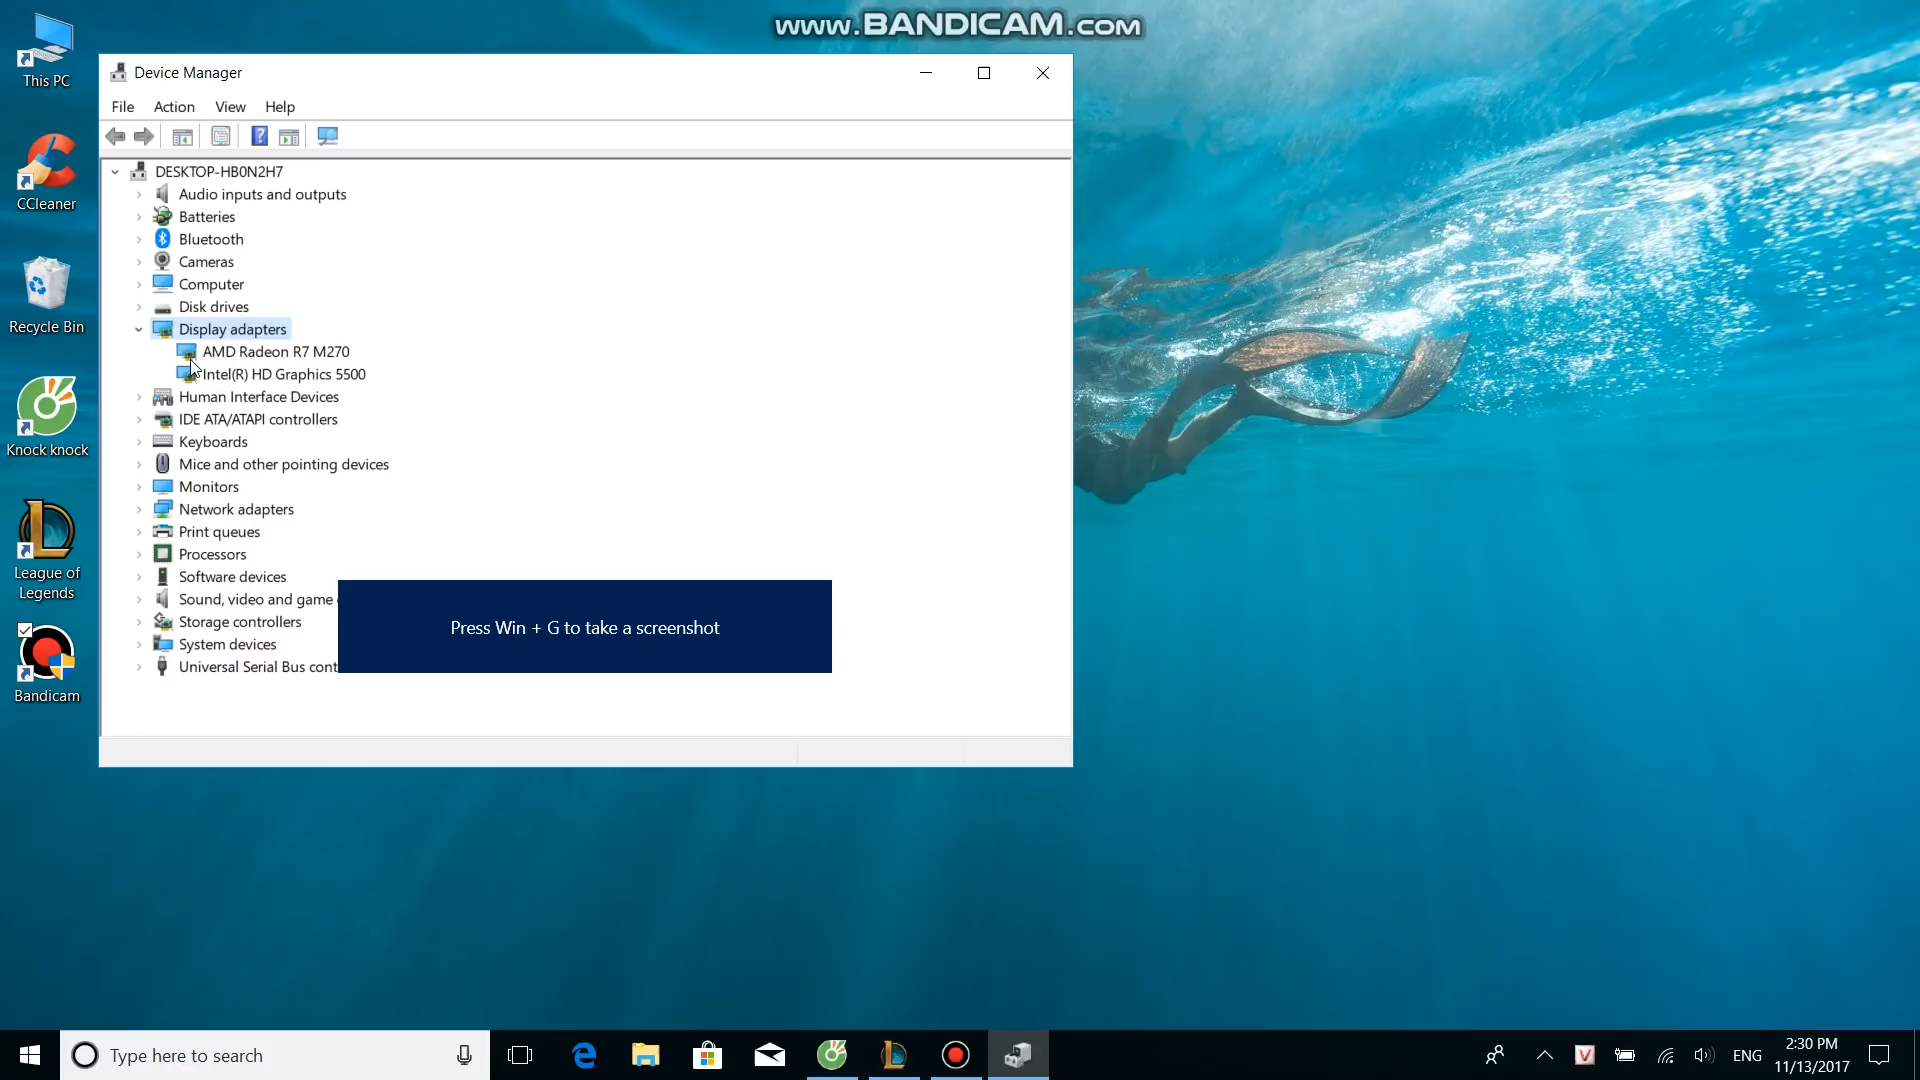 www.BANDICAM.com
This PC
CCleaner
Recycle Bin
Knock knock
League of
Legends
Bandicam
Device Manager
File Action View Help
DESKTOP-HB0N2H7
Audio inputs and outputs
Batteries
Bluetooth
Cameras
Computer
Disk drives
Display adapters
AMD Radeon R7 M270
Intel(R) HD Graphics 5500
Human Interface Devices
IDE ATA/ATAPI controllers
Keyboards
Mice and other pointing devices
Monitors
Network adapters
Print queues
Processors
Software devices
Sound, video and game
Storage controllers
System devices
Universal Serial Bus cont
Press Win + G to take a screenshot
Type here to search
ENG
2:30 PM
11/13/2017